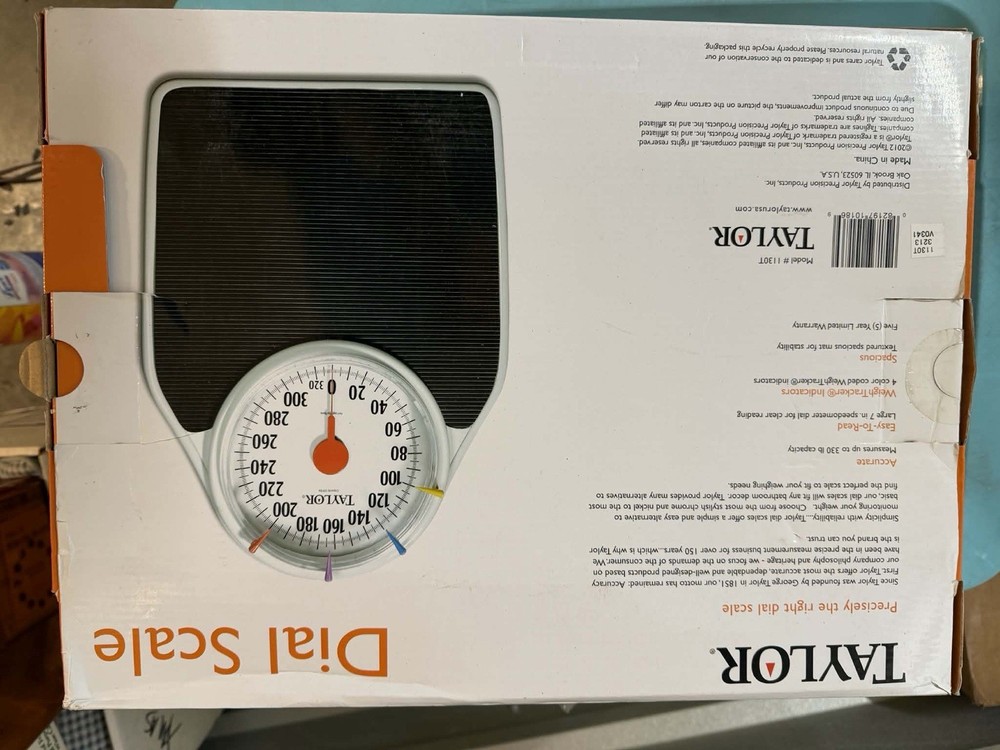 TAYLOR®
Dial Scale
Precisely the right dial scale
Since Taylor was founded by George Taylor in 1851, our motto has remained: Accuracy
First. Taylor offers the most accurate, dependable and well-designed products based on
our company philosophy and heritage - we focus on the demands of the consumer. We
have been in the precise measurement business for over 150 years...which is why Taylor
is the brand you can trust.
Simplicity with reliability....Taylor dial scales offer a simple and easy alternative to
monitoring your weight. Choose from the most stylish chrome and nickel to the most
basic, our dial scales will fit any bathroom decor. Taylor provides many alternatives to
find the perfect scale to fit your weighing needs.
Accurate
Measures up to 330 lb capacity
Easy-To-Read
Large 7 in. speedometer dial for clear reading
WeighTracker® Indicators
4 color coded WeighTracker® indicators
Spacious
Textured spacious mat for stability
Five (5) Year Limited Warranty
Model # 1130T
TAYLOR®
www.taylorusa.com
0 82197 10186 8
1130T
3213
V0341
Distributed by Taylor Precision Products, Inc
Oak Brook, IL 60523, U.S.A.
Made in China.
©2012 Taylor Precision Products, Inc. and its affiliated companies, all rights reserved
Taylor® is a registered trademark of Taylor Precision Products, Inc. and its affiliated
companies. Taglines are trademarks of Taylor Precision Products, Inc. and its affiliated
companies. All rights reserved.
Due to continuous product improvements, the picture on the carton may differ
slightly from the actual product.
Taylor cares and is dedicated to the conservation of our
natural resources. Please properly recycle this packaging.
TAYLOR®
0
20
40
60
80
100
120
140
160
180
200
220
240
260
280
300
320